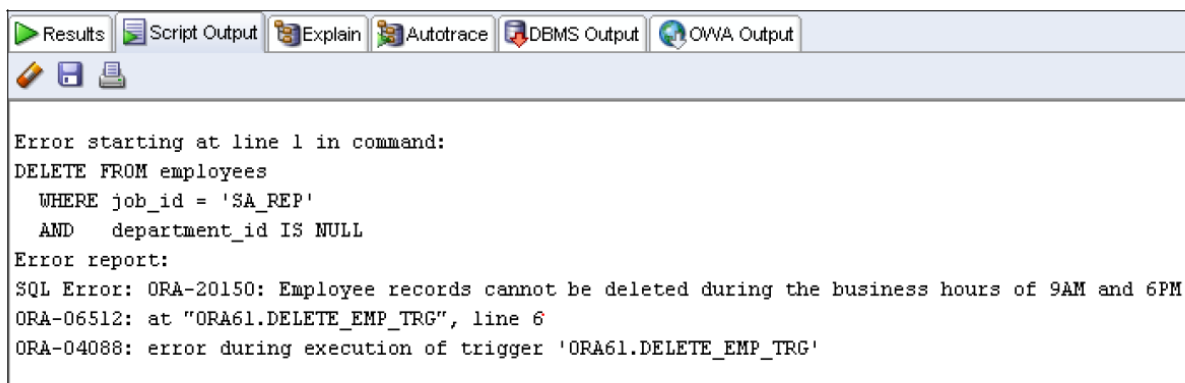 Results Script Output Explain Autotrace DBMS Output OWA Output
Error starting at line 1 in command:
DELETE FROM employees
WHERE job_id = 'SA_REP'
AND department_id IS NULL
Error report:
SQL Error: ORA-20150: Employee records cannot be deleted during the business hours of 9AM and 6PM
ORA-06512: at "ORA61.DELETE_EMP_TRG", line 6
ORA-04088: error during execution of trigger 'ORA61.DELETE_EMP_TRG'